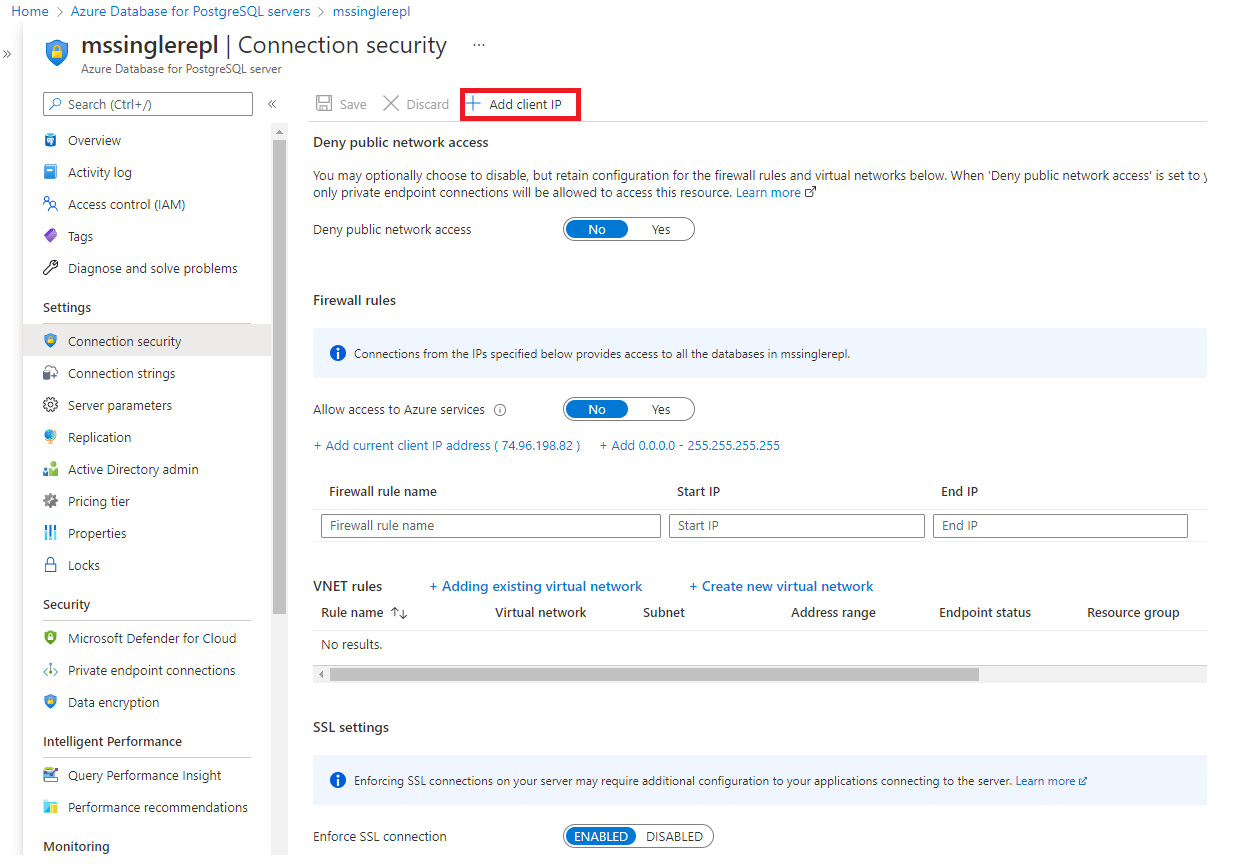 Home > Azure Database for PostgreSQL servers > mssinglerepl
» mssinglerepl | Connection security ...
Azure Database for PostgreSQL server
Search (Ctrl+/) «
Overview
Activity log
Access control (IAM)
Tags
Diagnose and solve problems
Settings
Connection security
Connection strings
Server parameters
Replication
Active Directory admin
Pricing tier
Properties
Locks
Security
Microsoft Defender for Cloud
Private endpoint connections
Data encryption
Intelligent Performance
Query Performance Insight
Performance recommendations
Monitoring
Save Discard + Add client IP
Deny public network access
You may optionally choose to disable, but retain configuration for the firewall rules and virtual networks below. When 'Deny public network access' is set to
only private endpoint connections will be allowed to access this resource. Learn more
Deny public network access No Yes
Firewall rules
Connections from the IPs specified below provides access to all the databases in mssinglerepl.
Allow access to Azure services No Yes
+ Add current client IP address ( 74.96.198.82 ) + Add 0.0.0.0 - 255.255.255.255
Firewall rule name Start IP End IP
Firewall rule name Start IP End IP
VNET rules + Adding existing virtual network + Create new virtual network
Rule name ↑↓ Virtual network Subnet Address range Endpoint status Resource group
No results.
SSL settings
Enforcing SSL connections on your server may require additional configuration to your applications connecting to the server. Learn more
Enforce SSL connection ENABLED DISABLED